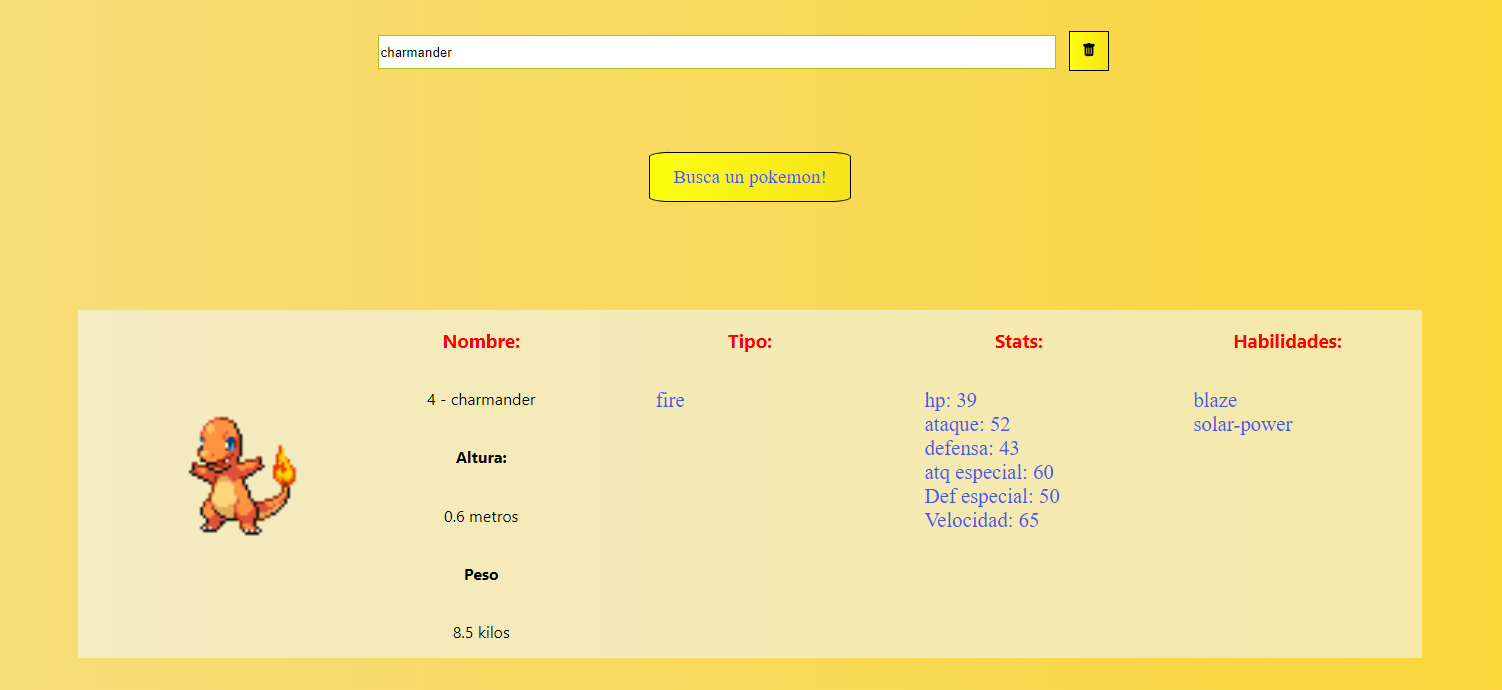 charmander
Busca un pokemon!
Nombre:
4 - charmander
Altura:
0.6 metros
Peso
8.5 kilos
Tipo:
fire
Stats:
hp: 39
ataque: 52
defensa: 43
atq especial: 60
Def especial: 50
Velocidad: 65
Habilidades:
blaze
solar-power